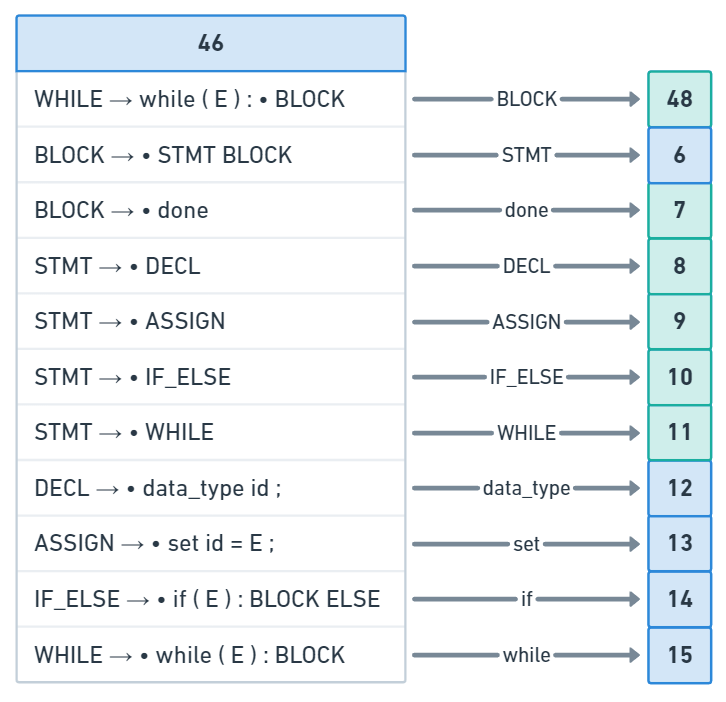 46
WHILE → while ( E ) : • BLOCK BLOCK 48
BLOCK → • STMT BLOCK STMT 6
BLOCK → • done done 7
STMT → • DECL DECL 8
STMT → • ASSIGN ASSIGN 9
STMT → • IF_ELSE IF_ELSE 10
STMT → • WHILE WHILE 11
DECL → • data_type id ; data_type 12
ASSIGN → • set id = E ; set 13
IF_ELSE → • if ( E ) : BLOCK ELSE if 14
WHILE → • while ( E ) : BLOCK while 15